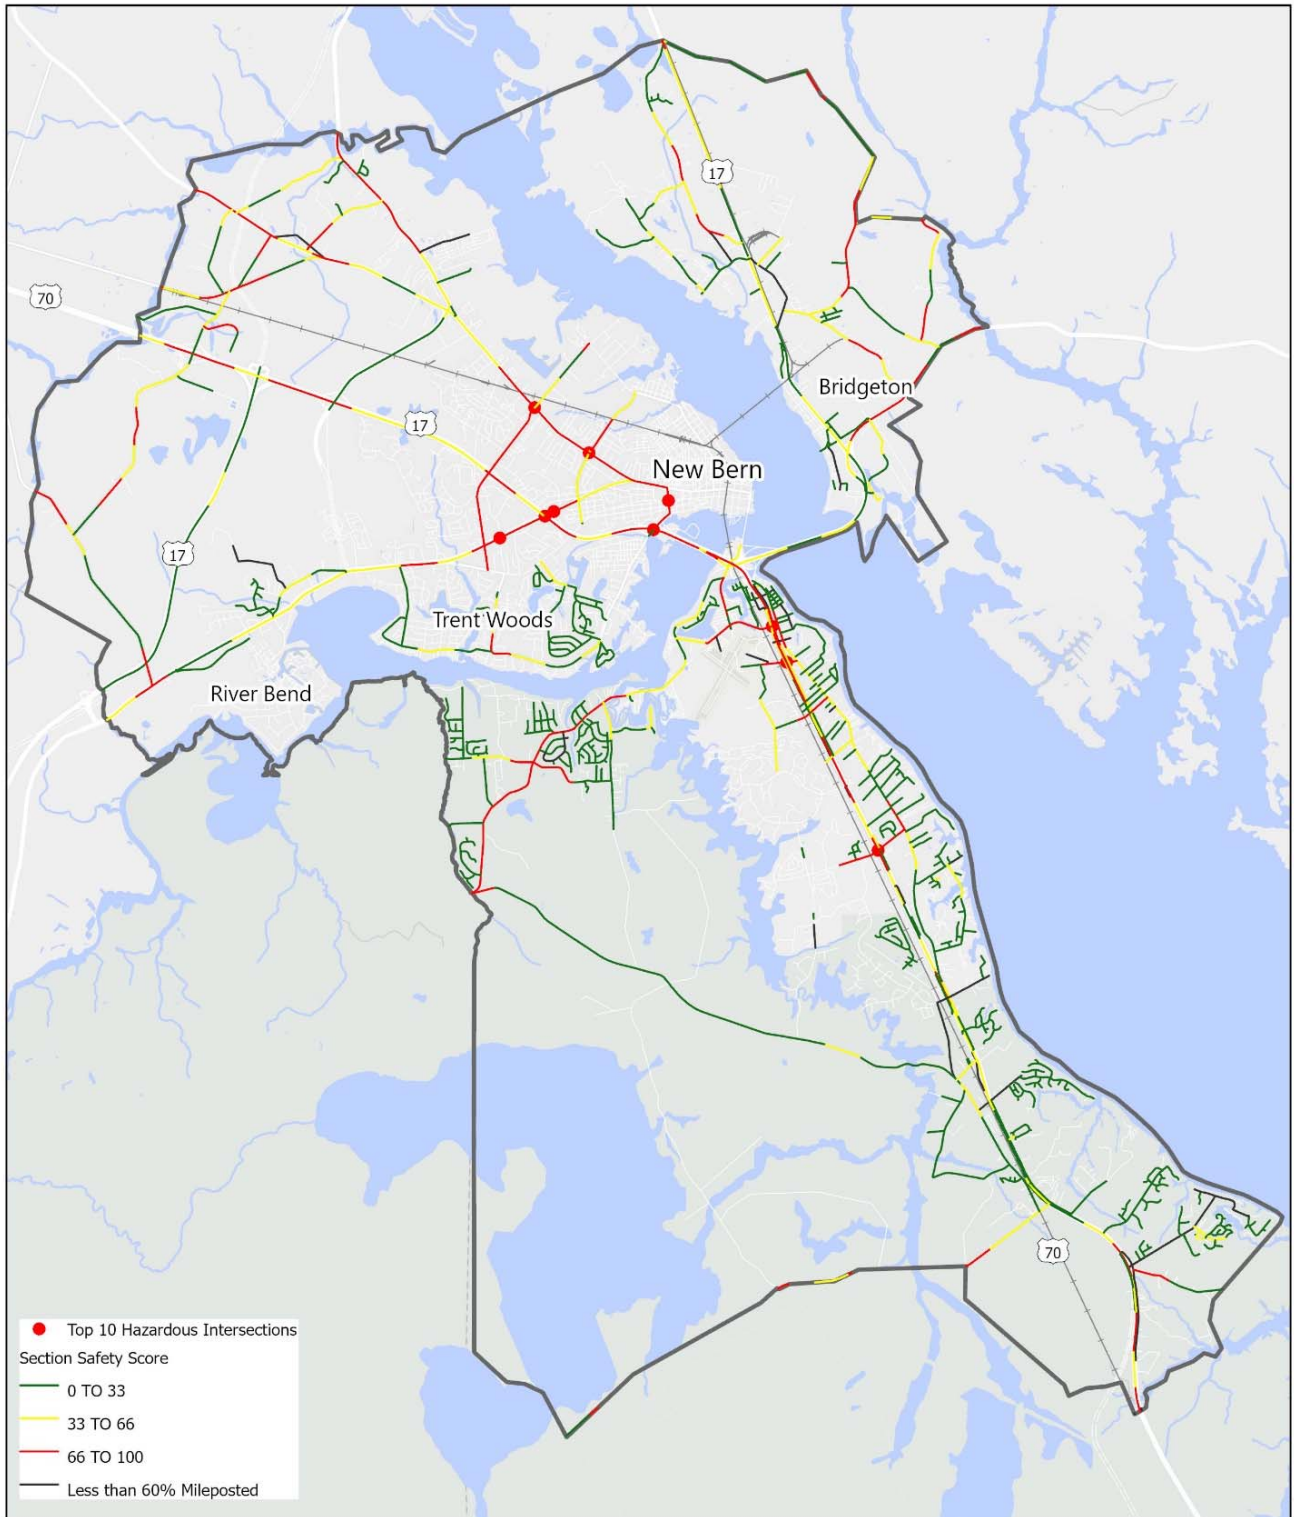 17
70
Bridgeton
17
New Bern
17
Trent Woods
River Bend
70
Top 10 Hazardous Intersections
Section Safety Score
0 TO 33
33 TO 66
66 TO 100
Less than 60% Mileposted